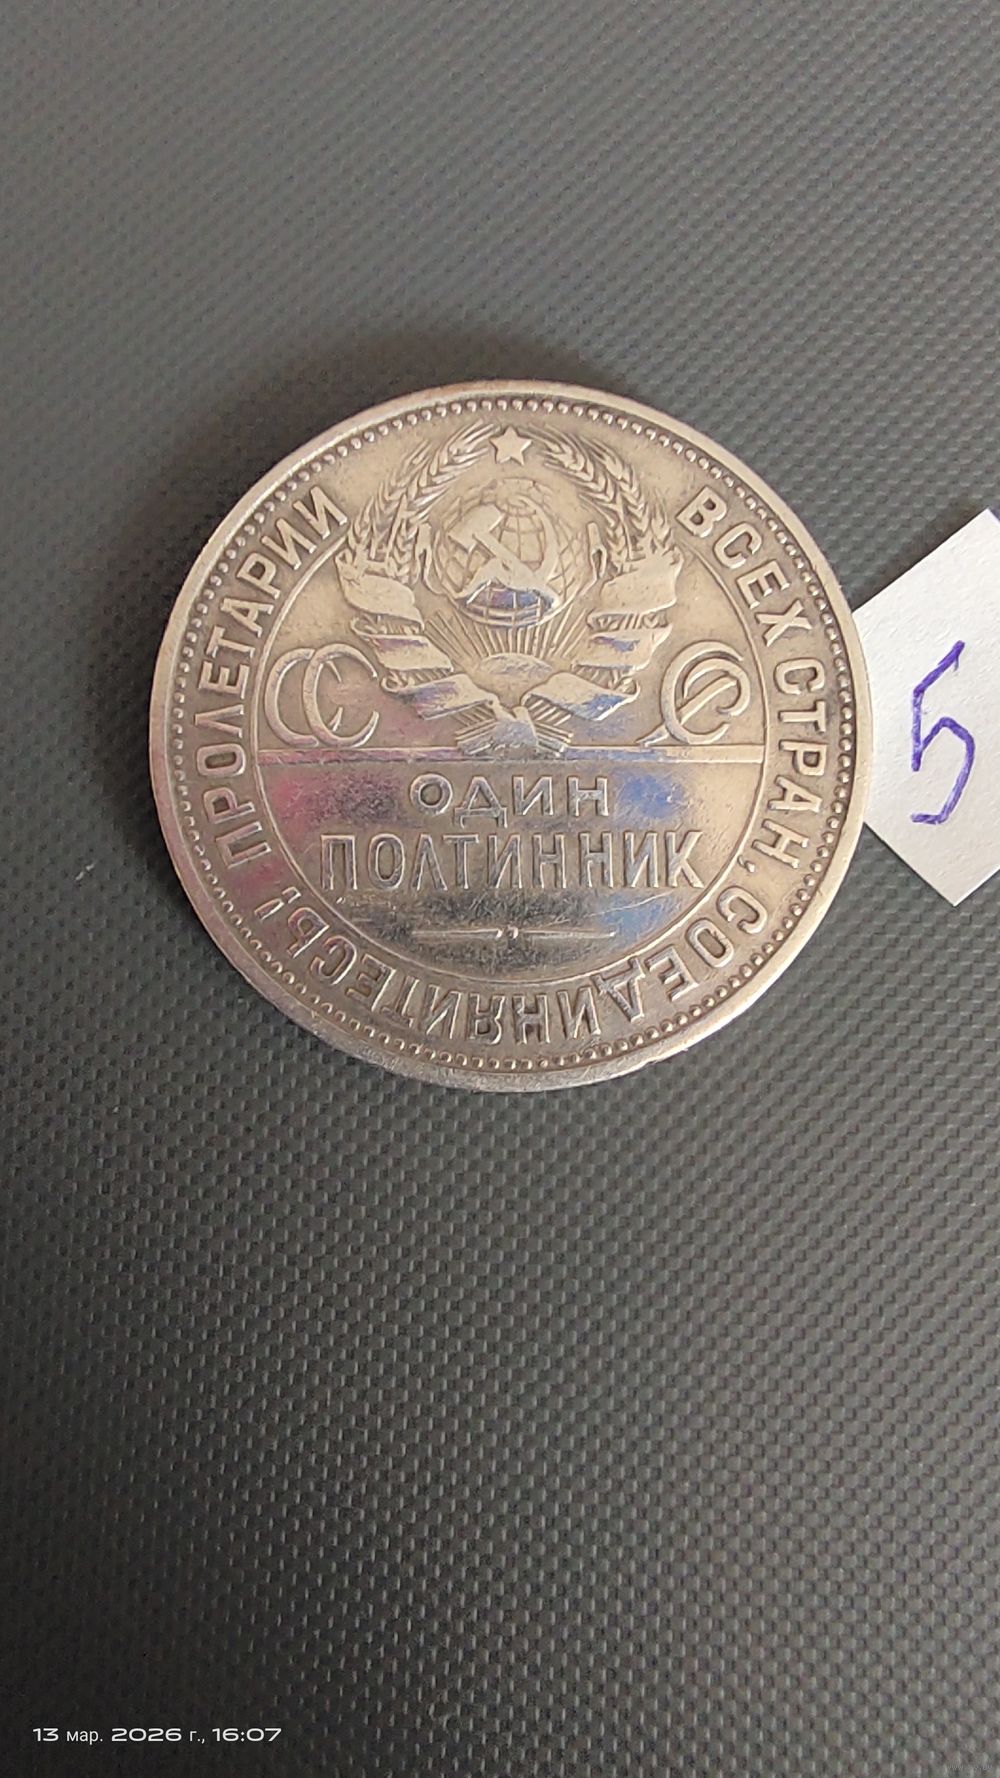 ПРОЛЕТАРИИ ВСЕХ СТРАН, СОЕДИНЯЙТЕСЬ!
СС СР
ОДИН
ПОЛТИННИК
5
13 мар. 2026 г., 16:07